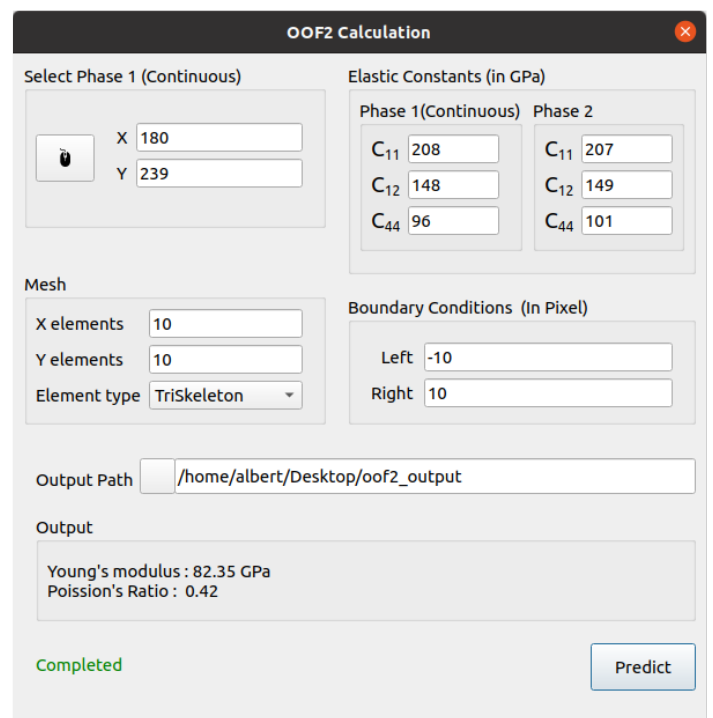 OOF2 Calculation
Select Phase 1 (Continuous)
X 180
Y 239
Elastic Constants (in GPa)
Phase 1(Continuous)
C11 208
C12 148
C44 96
Phase 2
C11 207
C12 149
C44 101
Mesh
X elements 10
Y elements 10
Element type TriSkeleton
Boundary Conditions (In Pixel)
Left -10
Right 10
Output Path /home/albert/Desktop/oof2_output
Output
Young's modulus : 82.35 GPa
Poission's Ratio : 0.42
Completed
Predict